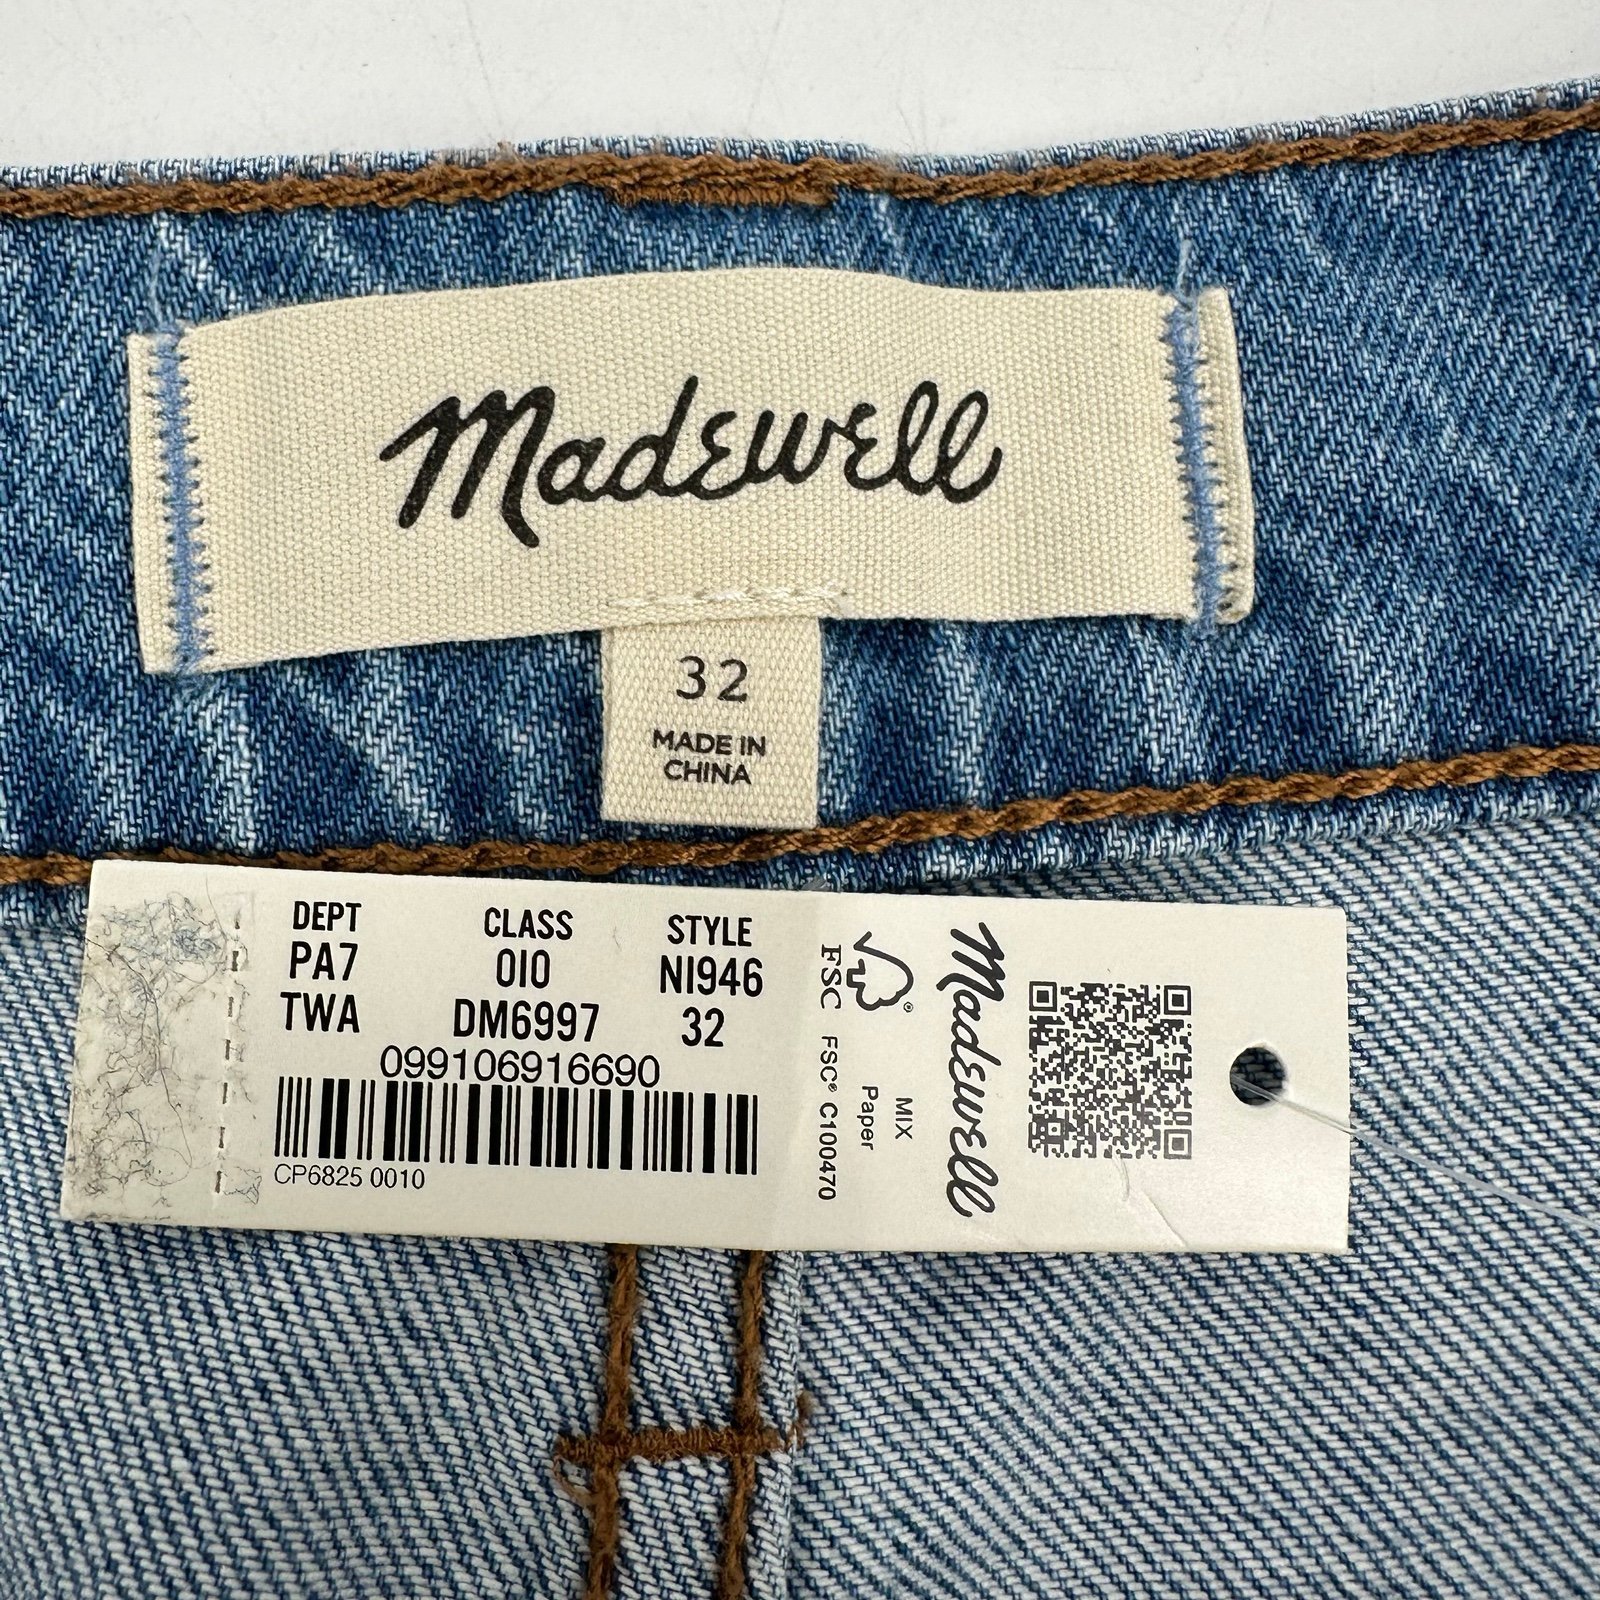 Madewell
32
MADE IN
CHINA
DEPT CLASS STYLE
PA7 010 NI946
TWA DM6997 32
099106916690
CP6825 0010
FSC®
FSC® C100470
MIX
Paper
Madewell